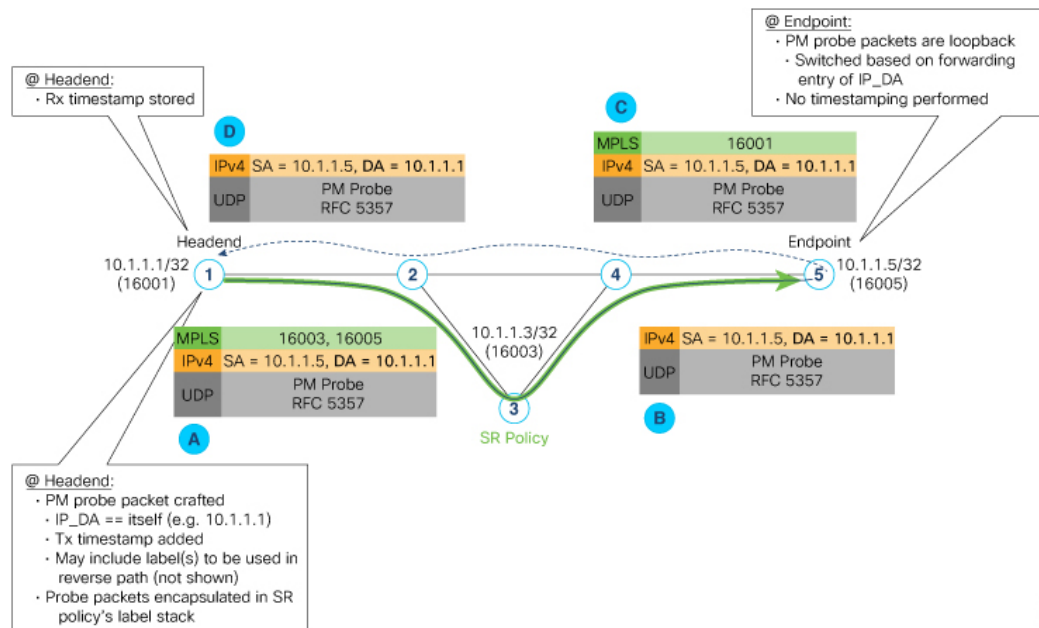 @ Endpoint:
· PM probe packets are loopback
· Switched based on forwarding
entry of IP_DA
· No timestamping performed
@ Headend:
· Rx timestamp stored
D
IPv4 SA = 10.1.1.5, DA = 10.1.1.1
UDP
PM Probe
RFC 5357
C
MPLS 16001
IPv4 SA = 10.1.1.5, DA = 10.1.1.1
UDP
PM Probe
RFC 5357
Headend
10.1.1.1/32
(16001)
1
2
4
5
Endpoint
10.1.1.5/32
(16005)
10.1.1.3/32
(16003)
3
SR Policy
MPLS 16003, 16005
IPv4 SA = 10.1.1.5, DA = 10.1.1.1
UDP
PM Probe
RFC 5357
A
IPv4 SA = 10.1.1.5, DA = 10.1.1.1
UDP
PM Probe
RFC 5357
B
@ Headend:
· PM probe packet crafted
· IP_DA == itself (e.g. 10.1.1.1)
· Tx timestamp added
· May include label(s) to be used in
reverse path (not shown)
· Probe packets encapsulated in SR
policy's label stack